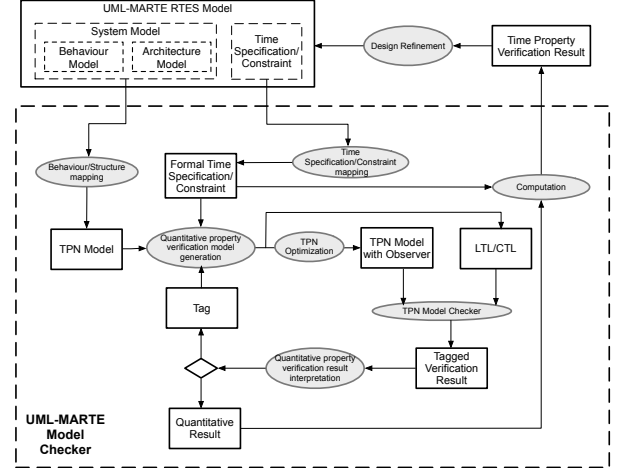 UML-MARTE RTES Model
System Model
Behaviour
Model
Architecture
Model
Time
Specification/
Constraint
Design Refinement
Time Property
Verification Result
Behaviour/Structure
mapping
Formal Time
Specification/
Constraint
Time
Specification/Constraint
mapping
Computation
TPN Model
Quantitative property
verification model
generation
TPN
Optimization
TPN Model
with Observer
LTL/CTL
Tag
TPN Model Checker
Quantitative property
verification result
interpretation
Tagged
Verification
Result
Quantitative
Result
UML-MARTE
Model
Checker